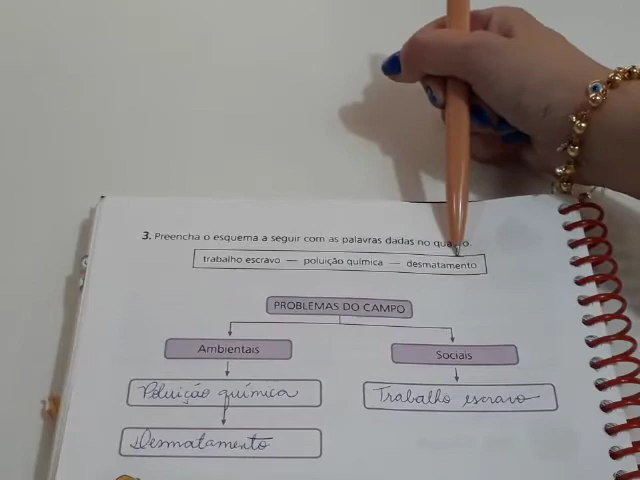 3. Preencha o esquema a seguir com as palavras dadas no quadro.
trabalho escravo — poluição química — desmatamento
PROBLEMAS DO CAMPO
Ambientais
Sociais
Poluição química
Trabalho escravo
Desmatamento